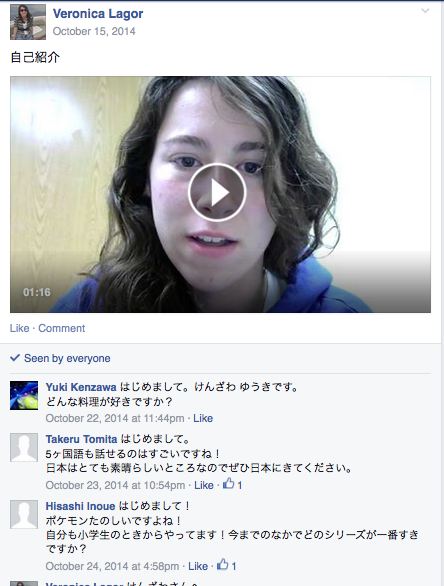 Veronica Lagor
October 15, 2014
自己紹介
01:16
Like · Comment
Seen by everyone
Yuki Kenzawa はじめまして。けんざわ ゆうきです。
どんな料理が好きですか？
October 22, 2014 at 11:44pm · Like
Takeru Tomita はじめまして。
5ヶ国語も話せるのはすごいですね！
日本はとても素晴らしいところなのでぜひ日本にきてください。
October 23, 2014 at 10:54pm · Like · 1
Hisashi Inoue はじめまして！
ポケモンたのしいですよね！
自分も小学生のときからやってます！今までのなかでどのシリーズが一番すき
ですか？
October 24, 2014 at 4:58pm · Like · 1
Veronica Lagor けんざわさん